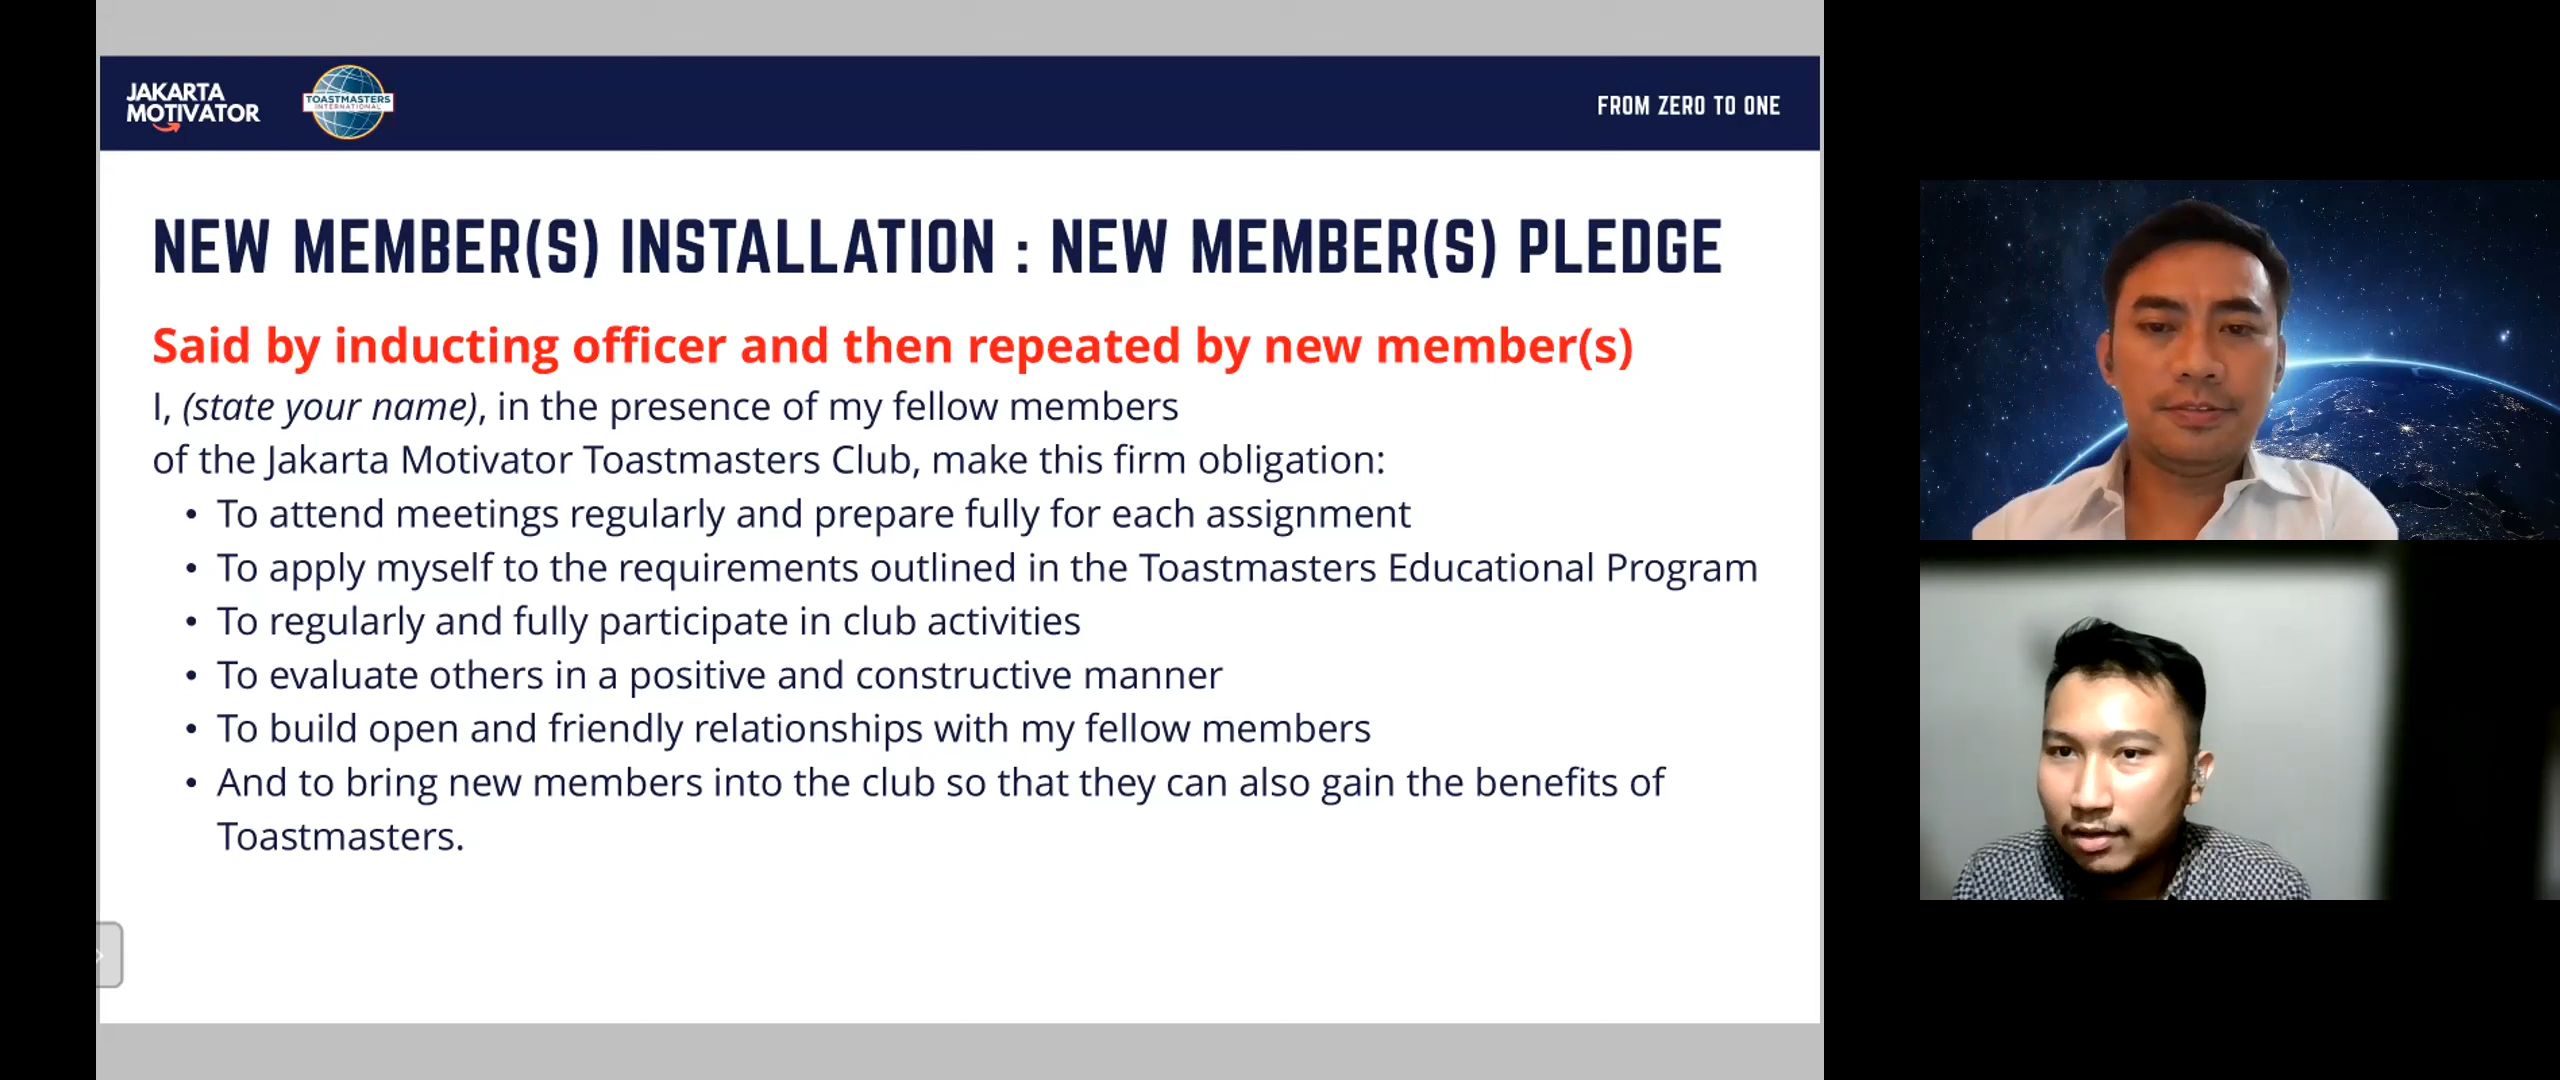 JAKARTA
MOTIVATOR
TOASTMASTERS
INTERNATIONAL
FROM ZERO TO ONE
NEW MEMBER(S) INSTALLATION : NEW MEMBER(S) PLEDGE
Said by inducting officer and then repeated by new member(s)
I, (state your name), in the presence of my fellow members
of the Jakarta Motivator Toastmasters Club, make this firm obligation:
• To attend meetings regularly and prepare fully for each assignment
• To apply myself to the requirements outlined in the Toastmasters Educational Program
• To regularly and fully participate in club activities
• To evaluate others in a positive and constructive manner
• To build open and friendly relationships with my fellow members
• And to bring new members into the club so that they can also gain the benefits of
Toastmasters.